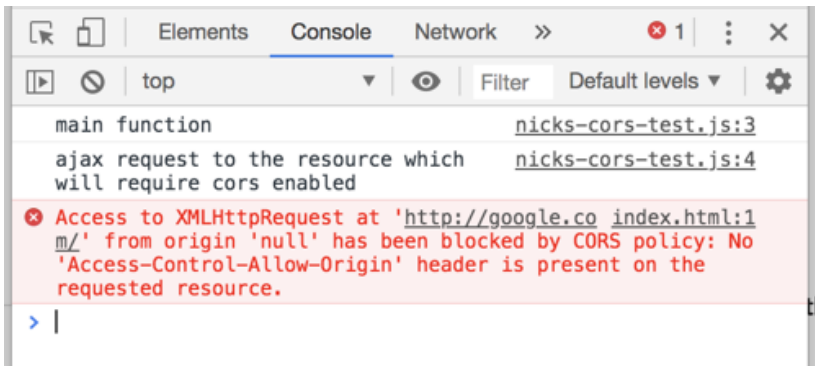 Elements Console Network » 1
top Filter Default levels
main function nicks-cors-test.js:3
ajax request to the resource which nicks-cors-test.js:4
will require cors enabled
Access to XMLHttpRequest at 'http://google.co index.html:1
m/' from origin 'null' has been blocked by CORS policy: No
'Access-Control-Allow-Origin' header is present on the
requested resource.
>